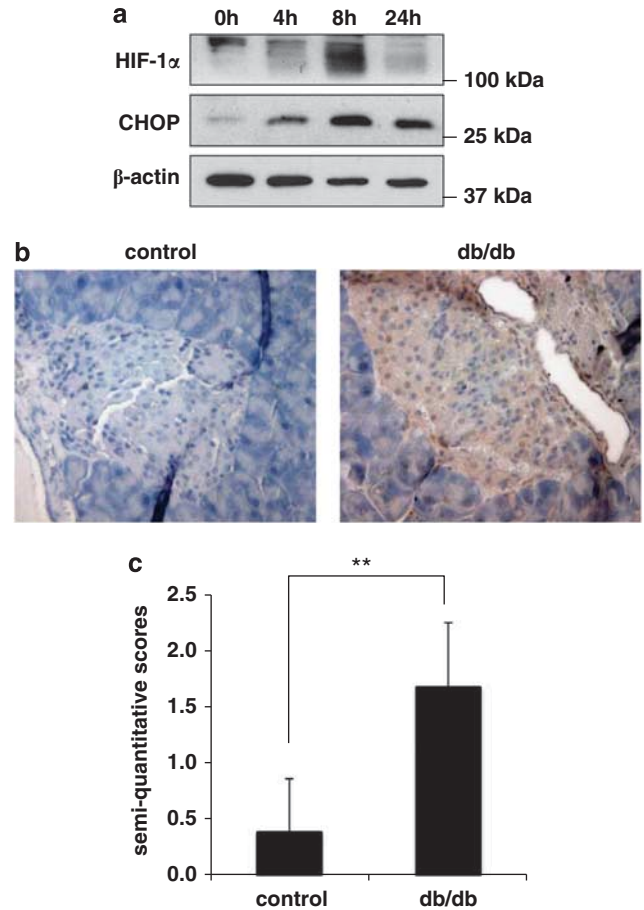 a
0h 4h 8h 24h
HIF-1α
100 kDa
CHOP
25 kDa
β-actin
37 kDa
b
control db/db
c
**
semi-quantitative scores
2.5
2.0
1.5
1.0
0.5
0.0
control db/db